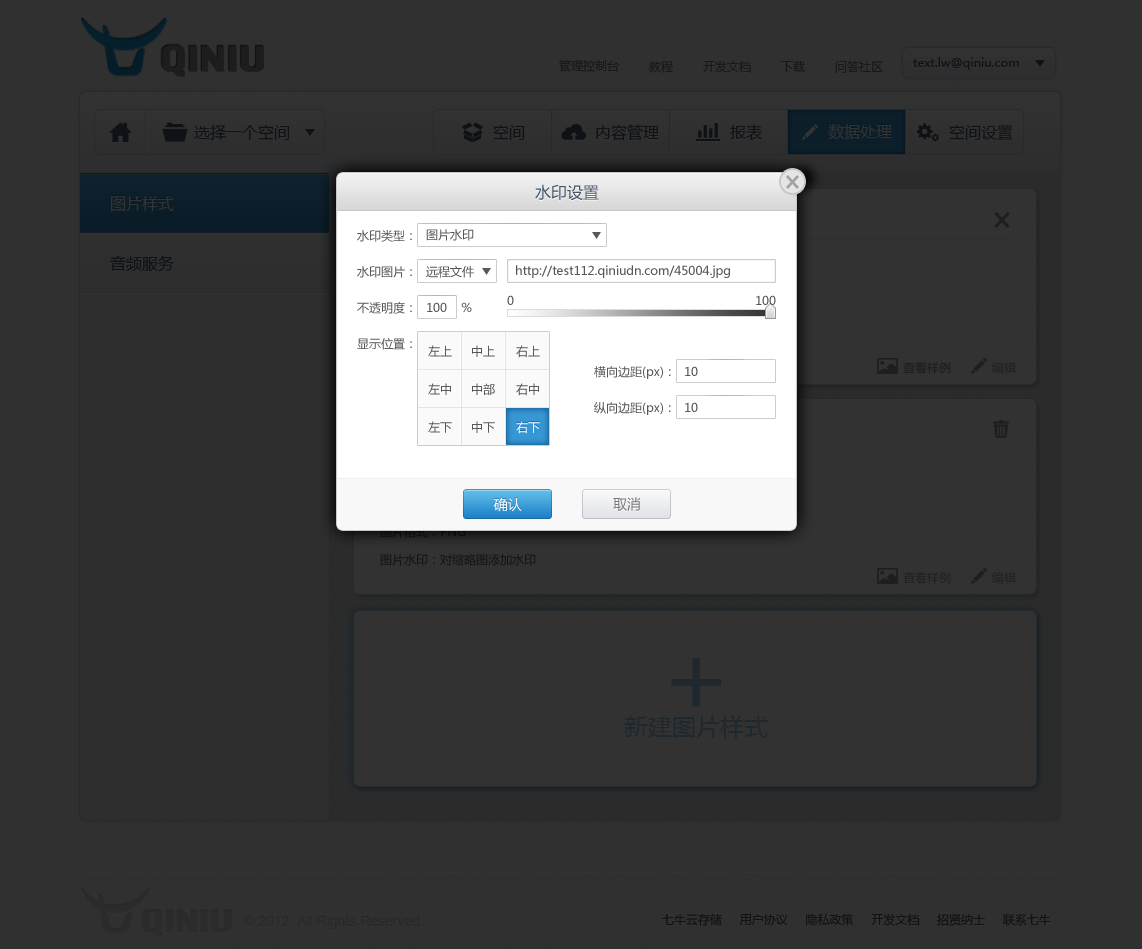 QINIU
管理控制台 教程 开发文档 下载 问答社区 text.lw@qiniu.com
选择一个空间 空间 内容管理 报表 数据处理 空间设置
图片样式
音频服务
水印设置
水印类型： 图片水印
水印图片： 远程文件 http://test112.qiniudn.com/45004.jpg
0 100
不透明度： 100 %
显示位置：
左上 中上 右上
左中 中部 右中
左下 中下 右下
横向边距(px)： 10
纵向边距(px)： 10
确认 取消
查看样例 编辑
图片格式：PNG
图片水印：对缩略图添加水印
查看样例 编辑
新建图片样式
QINIU © 2012. All Rights Reserved.
七牛云存储 用户协议 隐私政策 开发文档 招贤纳士 联系七牛